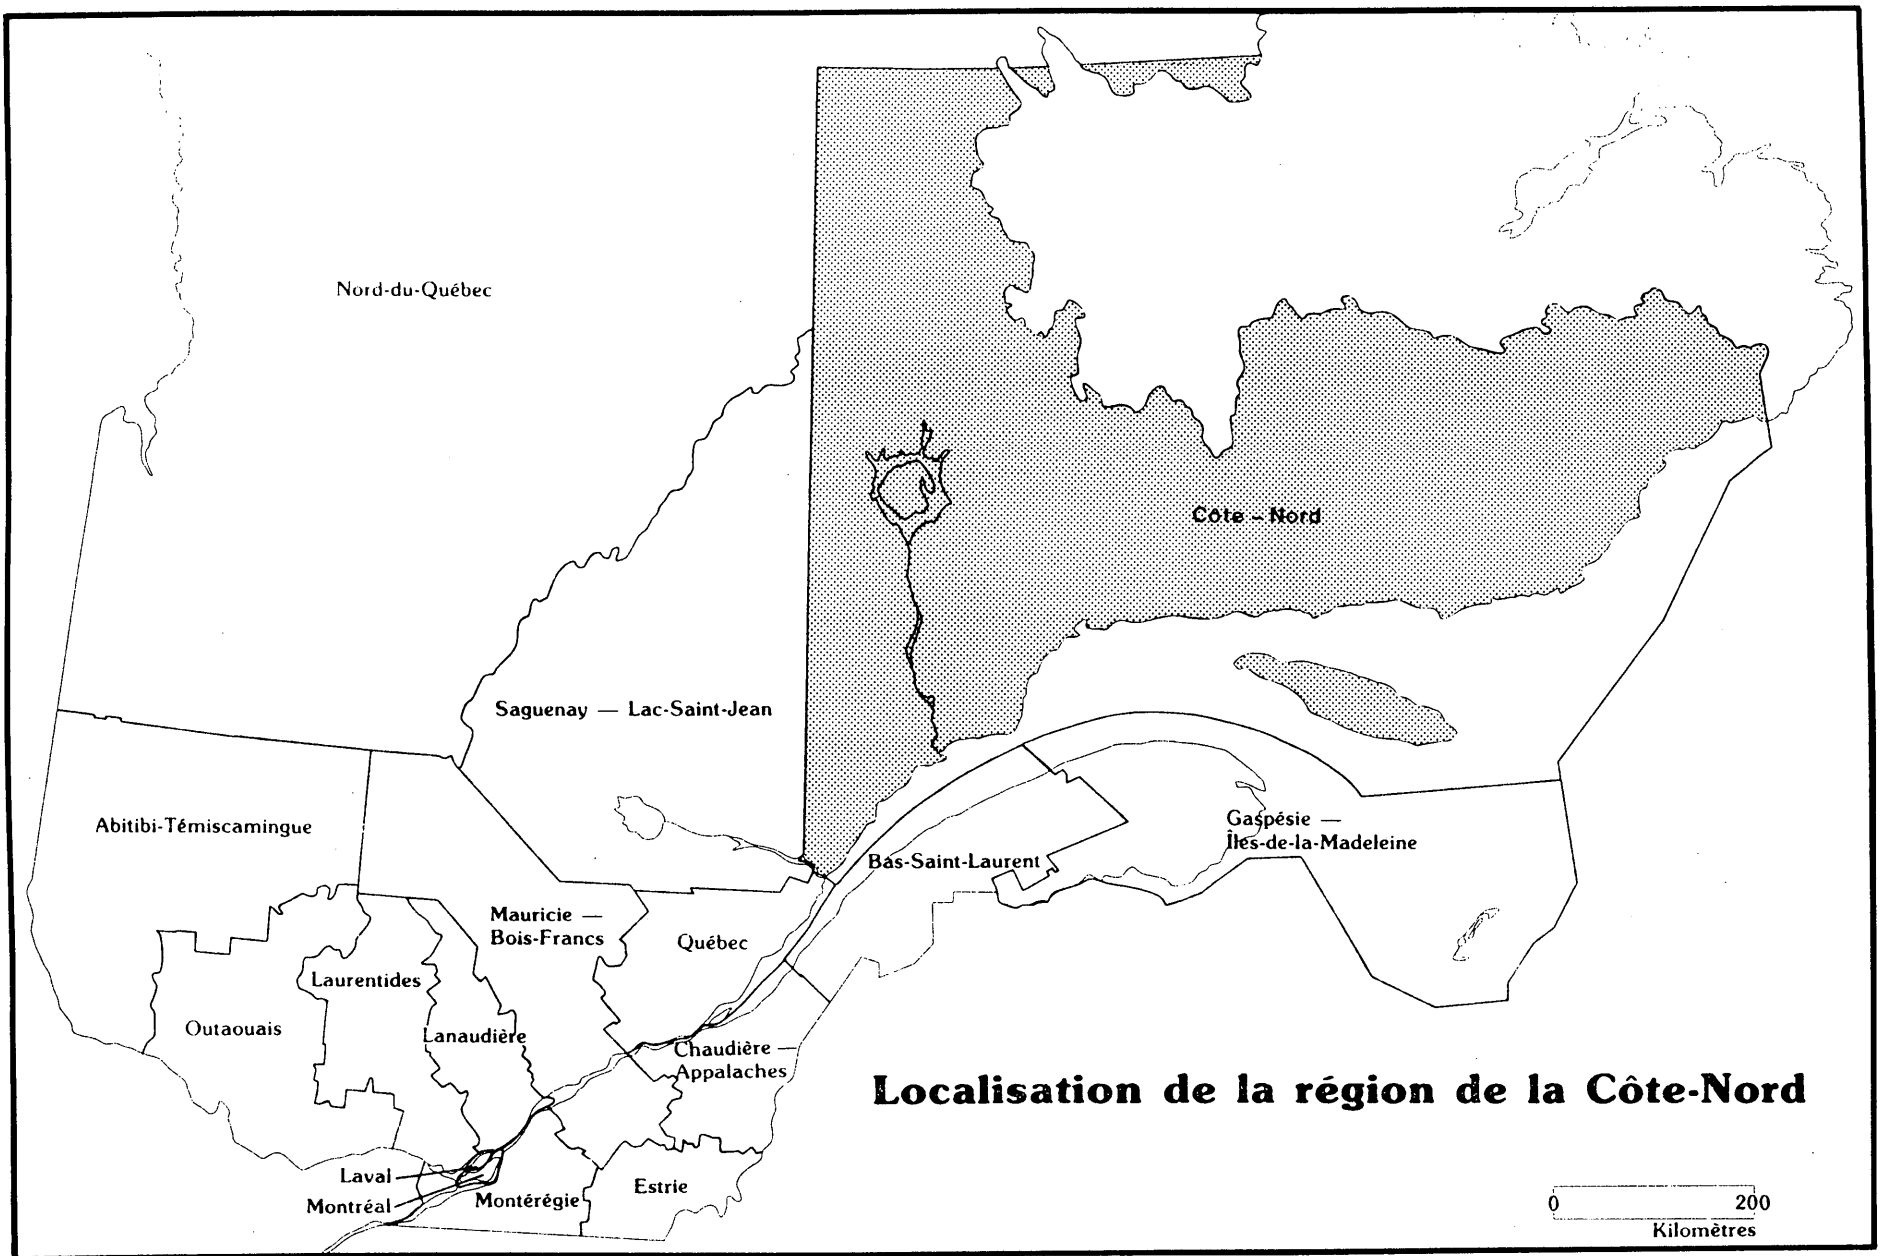 Nord-du-Québec
Côte – Nord
Saguenay — Lac-Saint-Jean
Abitibi-Témiscamingue
Gaspésie —
Îles-de-la-Madeleine
Bas-Saint-Laurent
Mauricie —
Bois-Francs
Québec
Laurentides
Outaouais
Lanaudière
Chaudière —
Appalaches
Localisation de la région de la Côte-Nord
Laval
Montréal
Montérégie
Estrie
0 200
Kilomètres